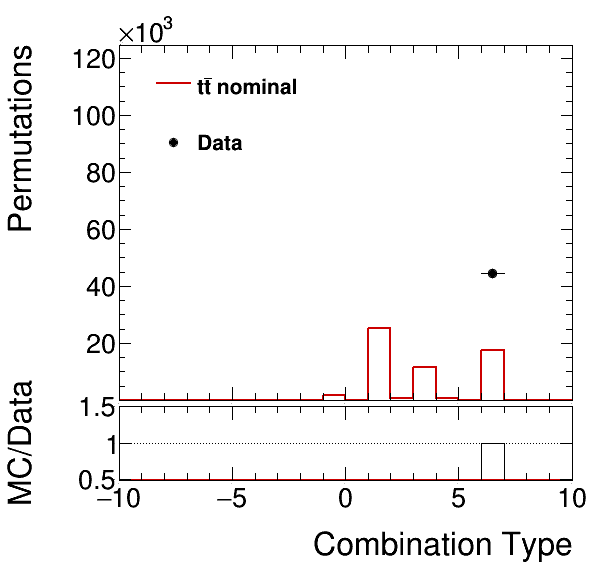 ×10³
Permutations
120
100
80
60
40
20
tt̄ nominal
Data
MC/Data
1.5
1
0.5
−10 −5 0 5 10
Combination Type